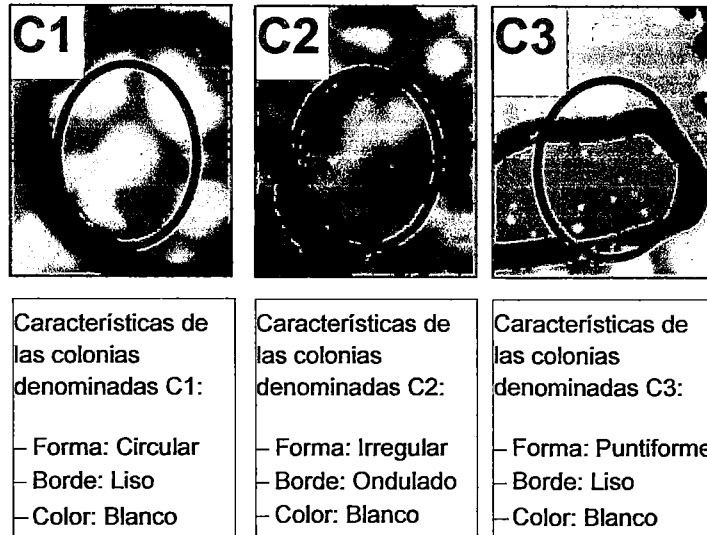 C1
C2
C3
Características de
las colonias
denominadas C1:
– Forma: Circular
– Borde: Liso
– Color: Blanco
Características de
las colonias
denominadas C2:
– Forma: Irregular
– Borde: Ondulado
– Color: Blanco
Características de
las colonias
denominadas C3:
– Forma: Puntiforme
– Borde: Liso
– Color: Blanco